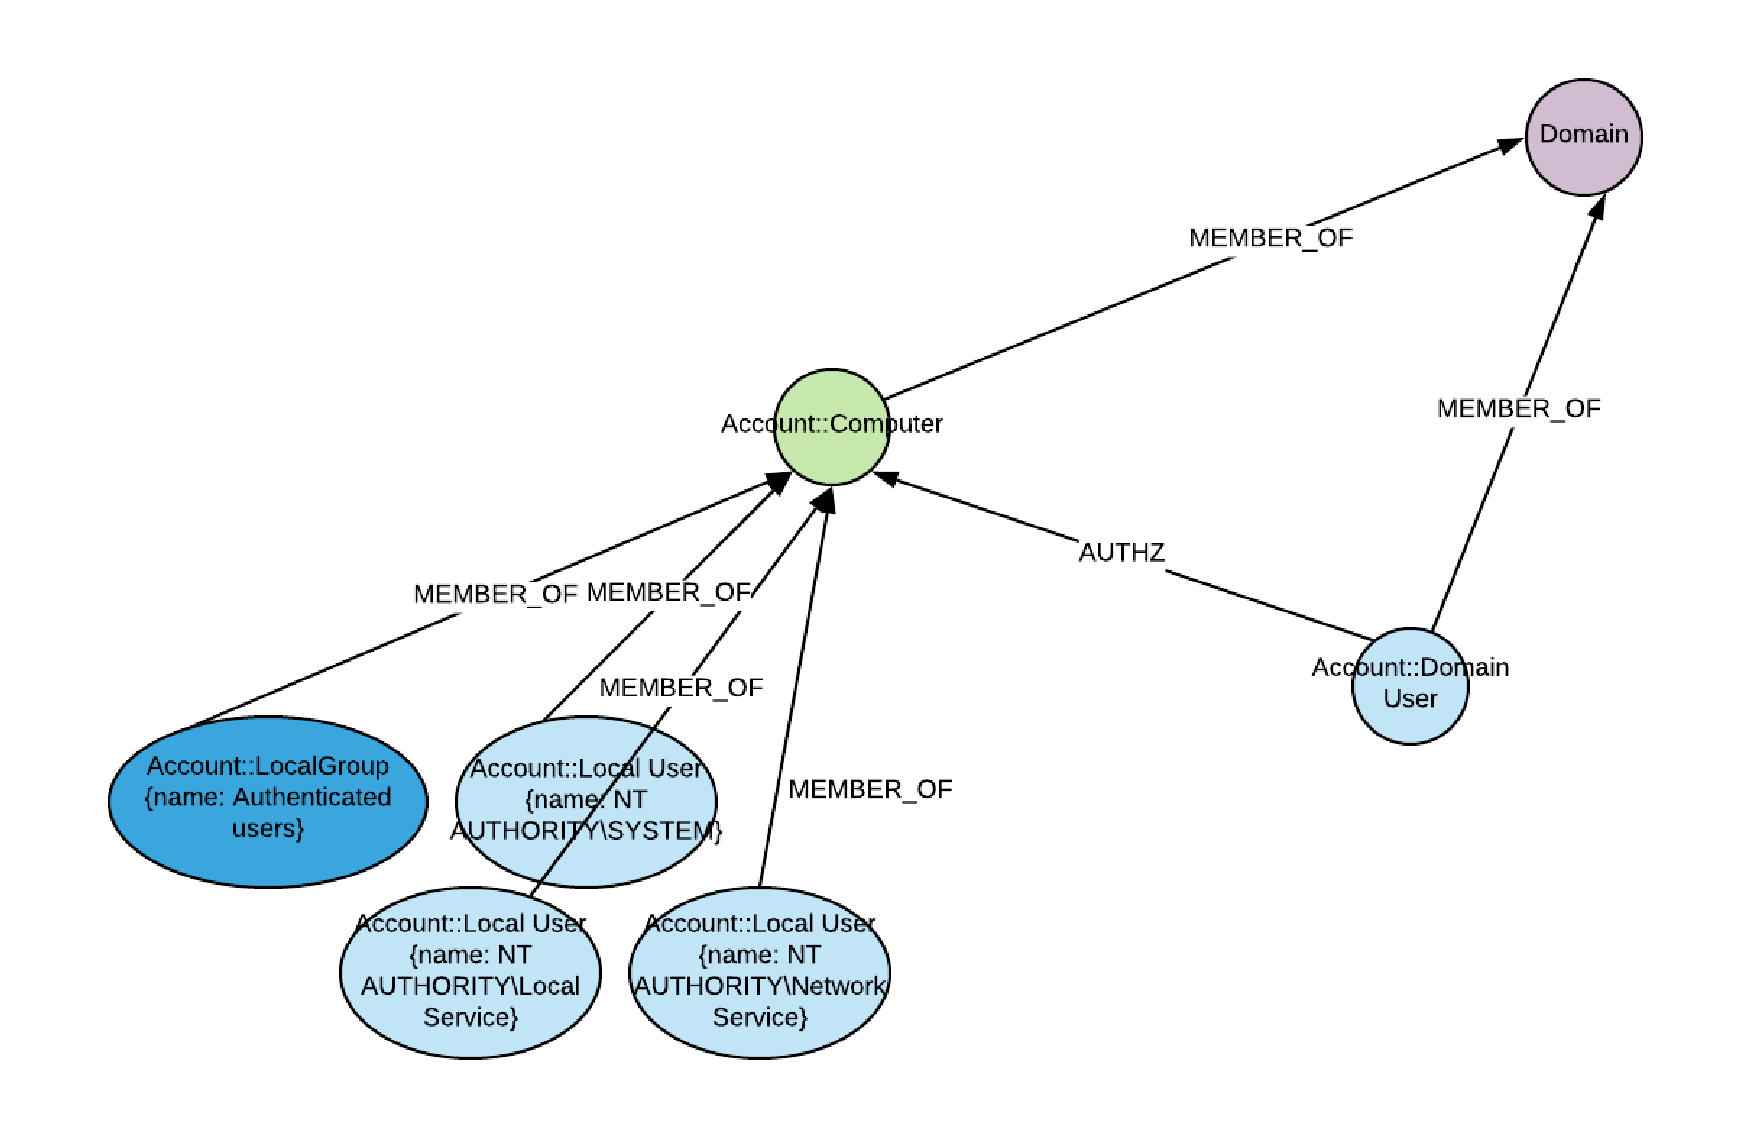 Domain
MEMBER_OF
MEMBER_OF
Account::Computer
AUTHZ
MEMBER_OF
MEMBER_OF
MEMBER_OF
MEMBER_OF
Account::Domain
User
Account::LocalGroup
{name: Authenticated
users}
Account::Local User
{name: NT
AUTHORITY\SYSTEM}
Account::Local User
{name: NT
AUTHORITY\Local
Service}
Account::Local User
{name: NT
AUTHORITY\Network
Service}